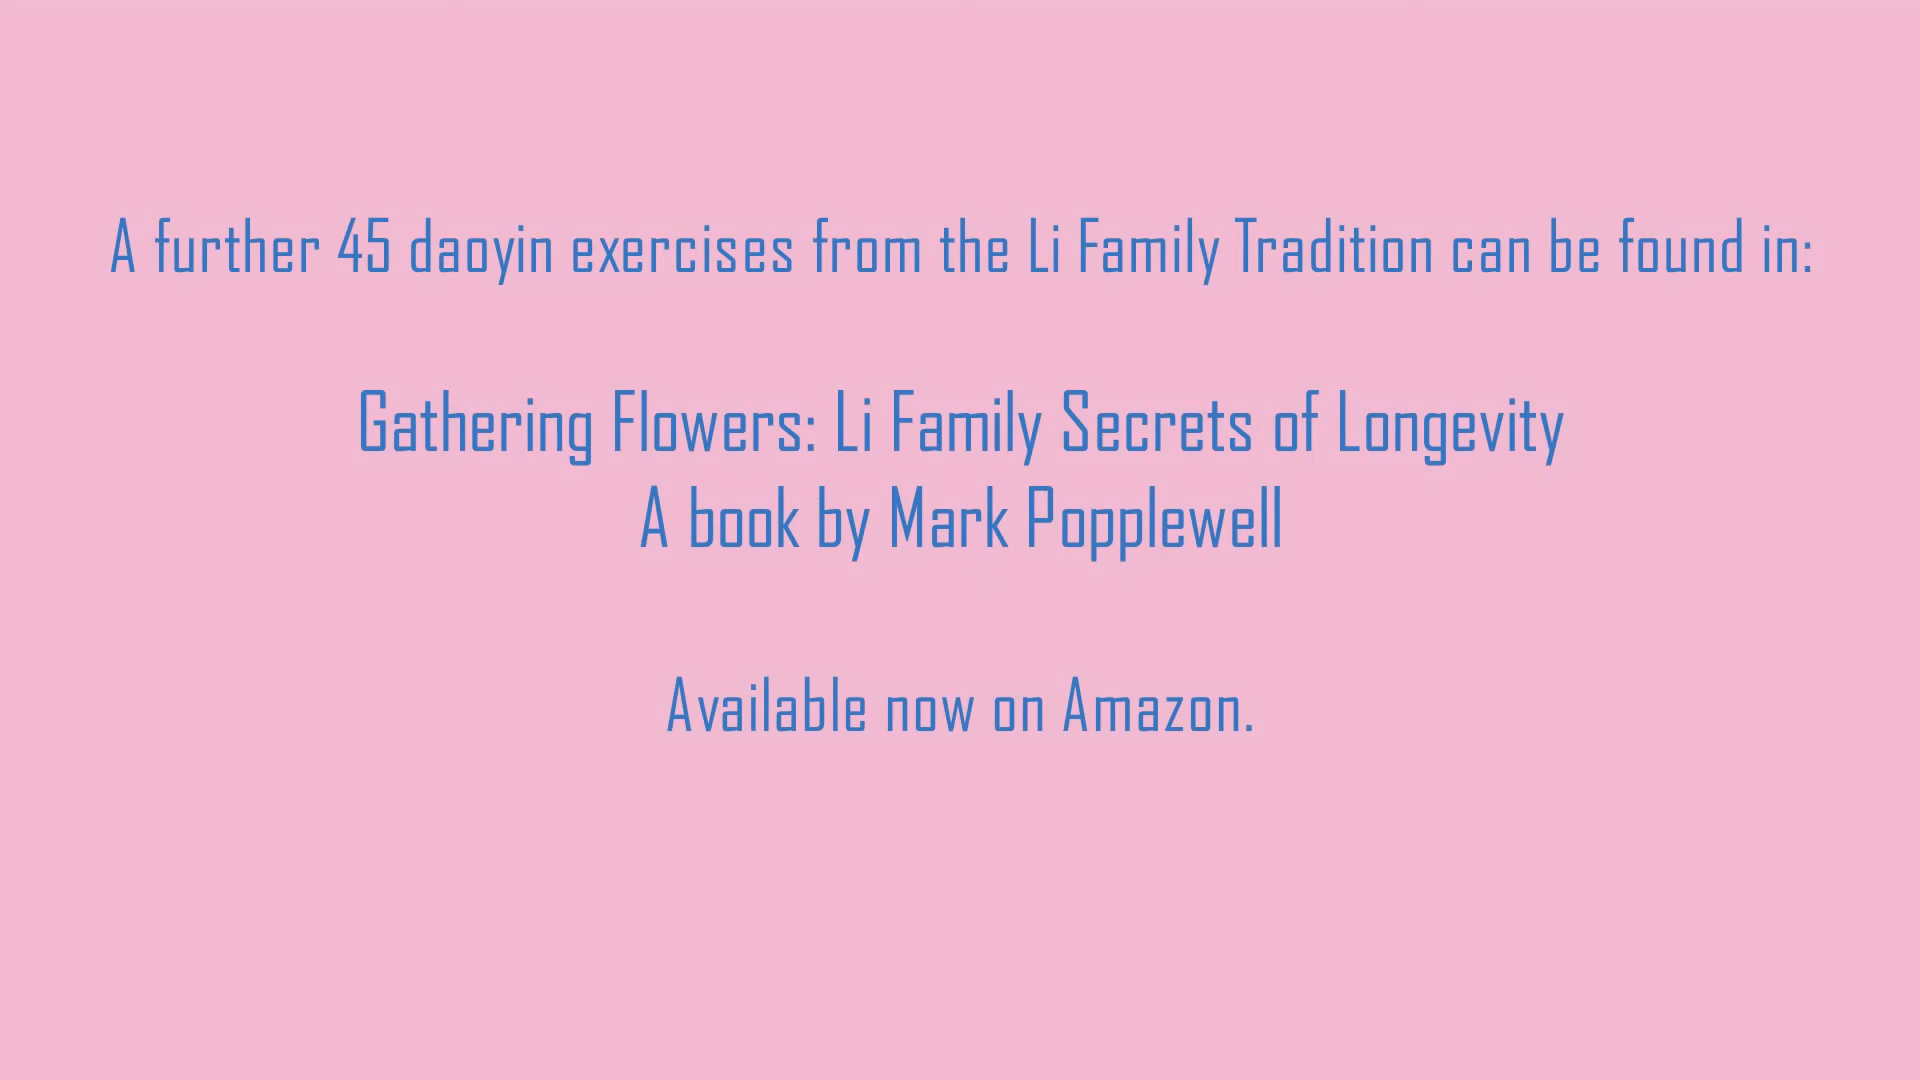 A further 45 daoyin exercises from the Li Family Tradition can be found in:
Gathering Flowers: Li Family Secrets of Longevity
A book by Mark Popplewell
Available now on Amazon.